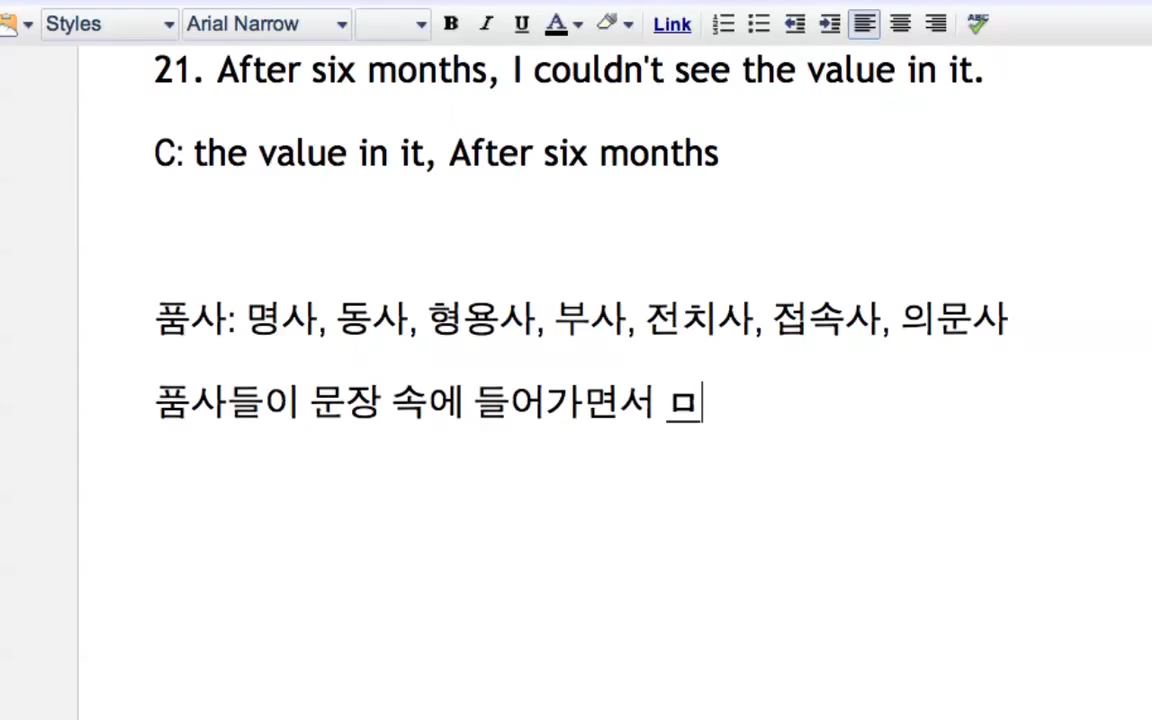 Styles Arial Narrow B I U A Link ABC
21. After six months, I couldn't see the value in it.
C: the value in it, After six months
품사: 명사, 동사, 형용사, 부사, 전치사, 접속사, 의문사
품사들이 문장 속에 들어가면서 ㅁ